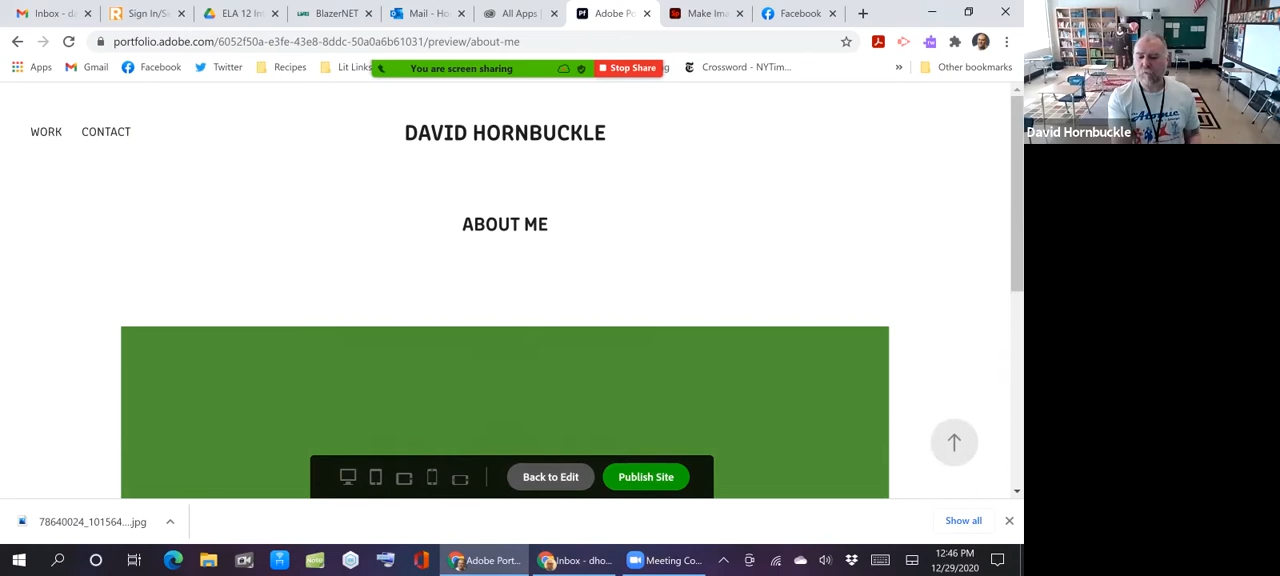 Inbox - d
Sign In/S
ELA 12 I
BlazerNET
Mail - Ho
All Apps
Adobe Po
Make Ima
Facebook
portfolio.adobe.com/6052f50a-e3fe-43e8-8ddc-50a0a6b61031/preview/about-me
Apps Gmail Facebook Twitter Recipes Lit Links
You are screen sharing
Stop Share
Crossword - NYTim...
»
Other bookmarks
WORK CONTACT
DAVID HORNBUCKLE
ABOUT ME
Back to Edit
Publish Site
78640024_101564....jpg
Show all
Adobe Port...
Inbox - dho...
Meeting Co...
12:46 PM
12/29/2020
David Hornbuckle
Atomic